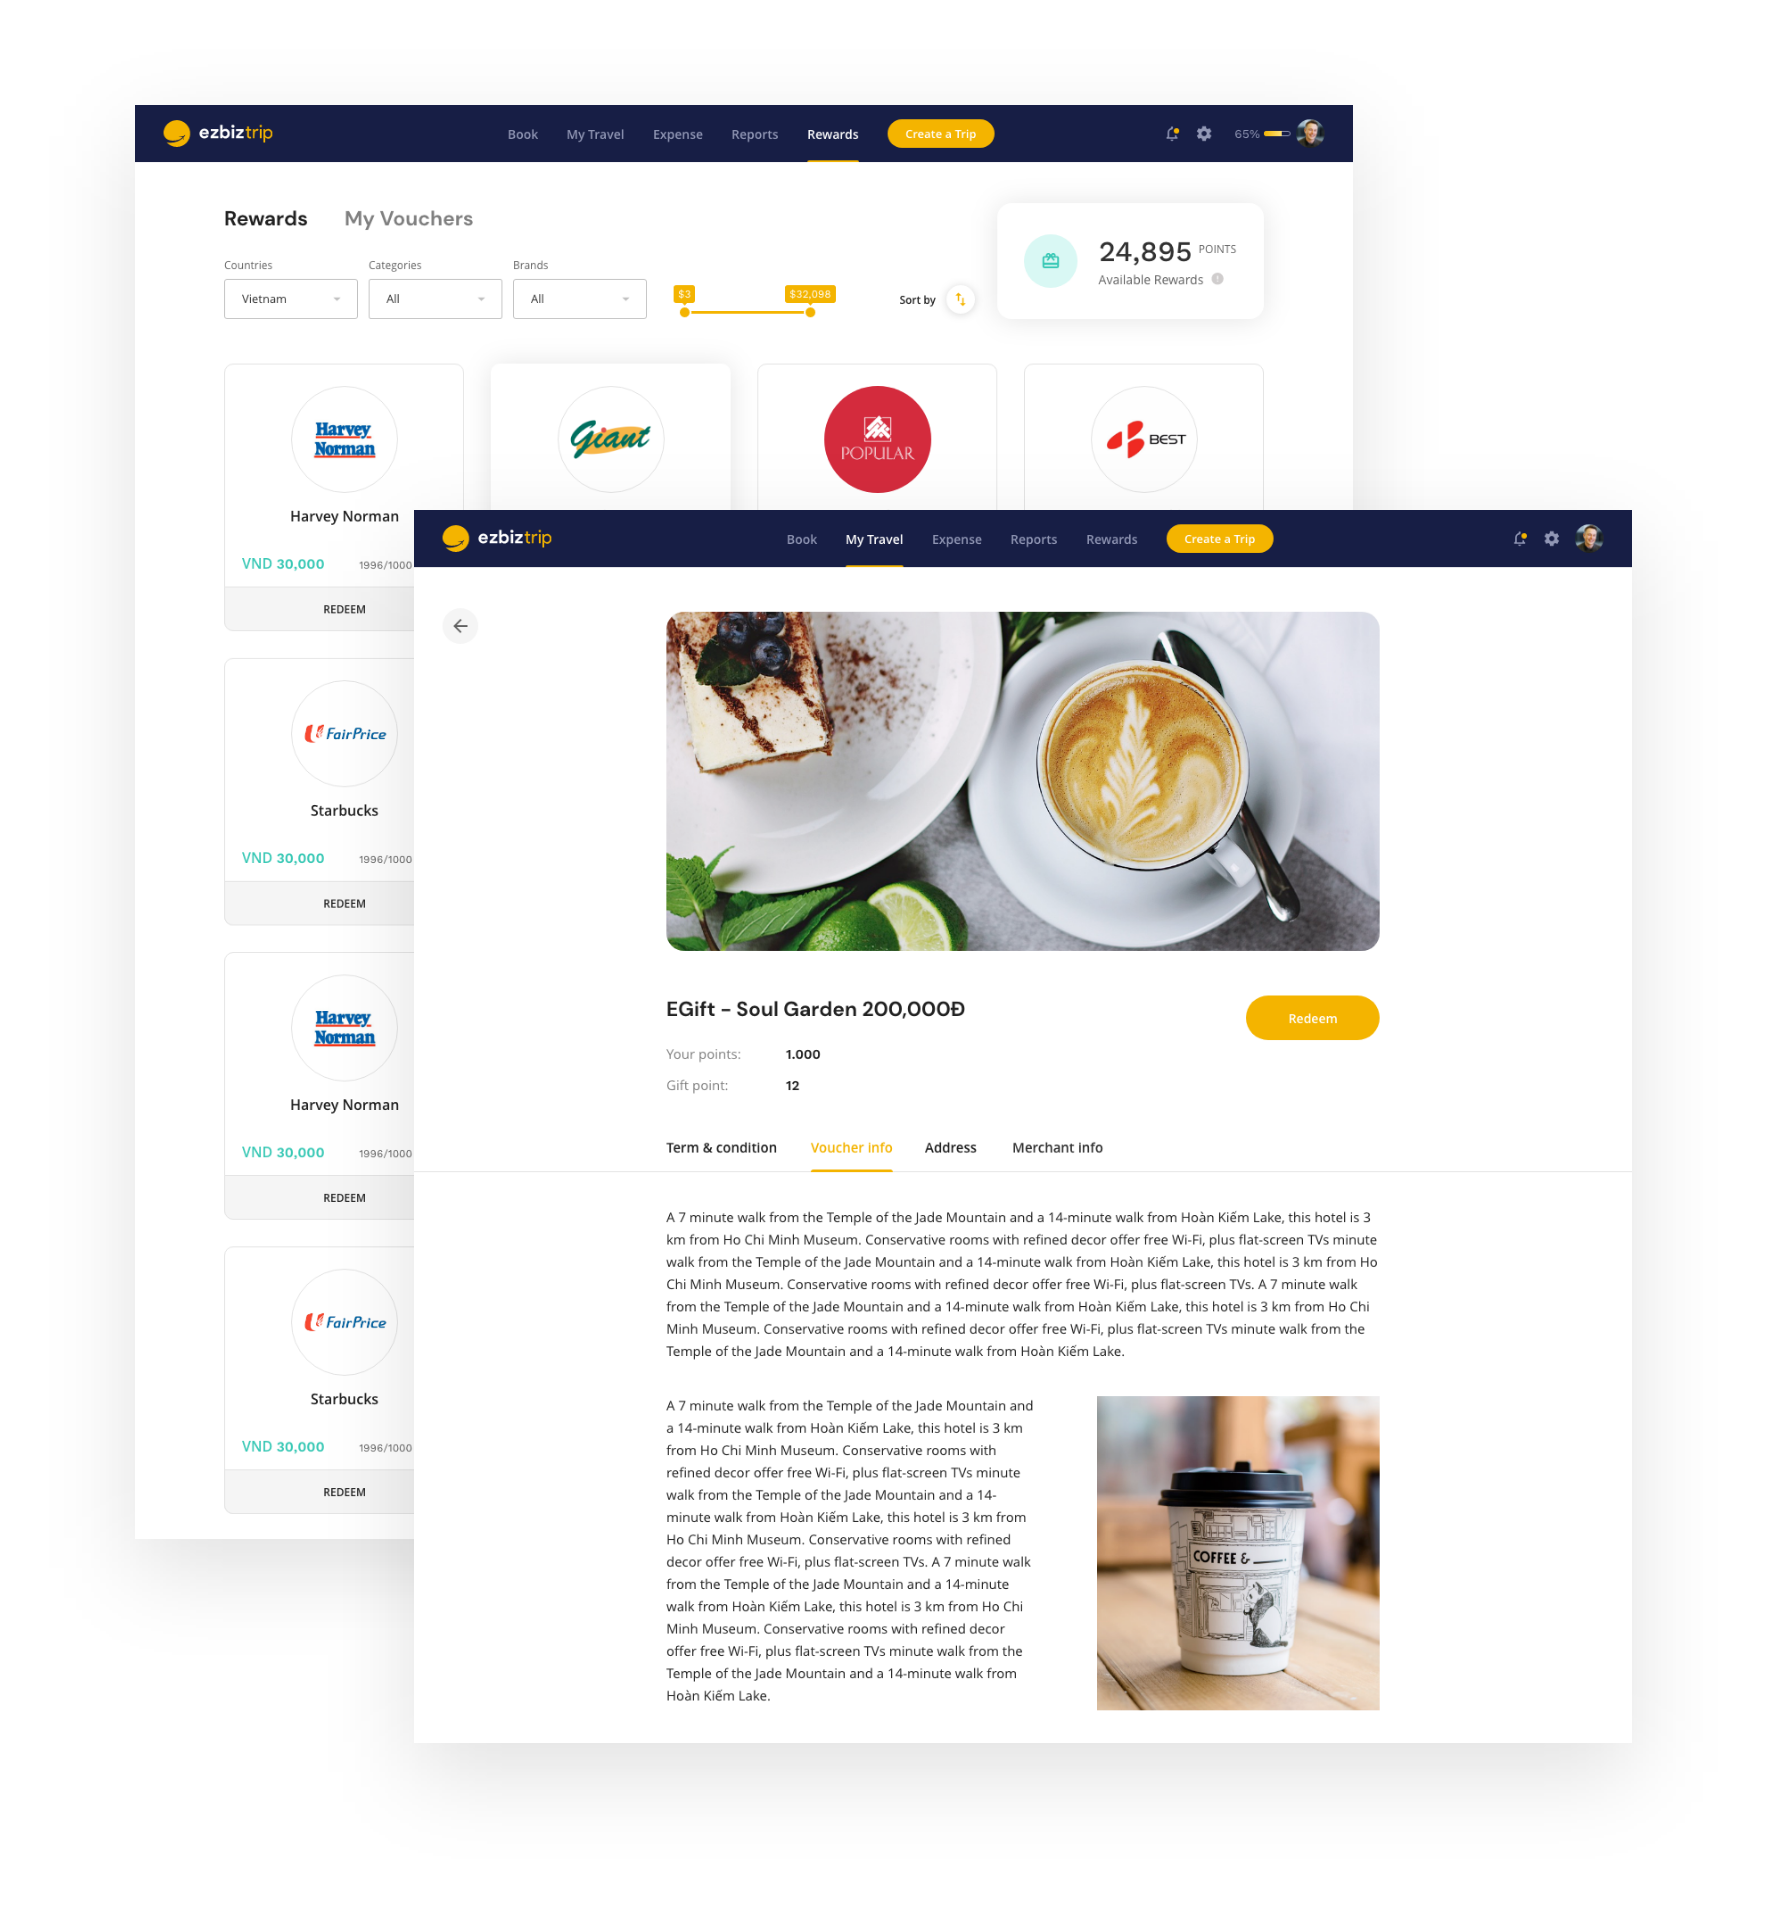 ezbiztrip
Book My Travel Expense Reports Rewards Create a Trip 65%
Rewards My Vouchers
24,895 POINTS
Available Rewards
Countries Categories Brands
Vietnam All All
$3 $32,098
Sort by
Harvey Norman
Giant
POPULAR
BEST
Harvey Norman
VND 30,000 1996/1000
REDEEM
FairPrice
Starbucks
VND 30,000 1996/1000
REDEEM
Harvey Norman
Harvey Norman
VND 30,000 1996/1000
REDEEM
FairPrice
Starbucks
VND 30,000 1996/1000
REDEEM
ezbiztrip
Book My Travel Expense Reports Rewards Create a Trip
EGift - Soul Garden 200,000Đ
Redeem
Your points: 1.000
Gift point: 12
Term & condition Voucher info Address Merchant info
A 7 minute walk from the Temple of the Jade Mountain and a 14-minute walk from Hoàn Kiếm Lake, this hotel is 3
km from Ho Chi Minh Museum. Conservative rooms with refined decor offer free Wi-Fi, plus flat-screen TVs minute
walk from the Temple of the Jade Mountain and a 14-minute walk from Hoàn Kiếm Lake, this hotel is 3 km from Ho
Chi Minh Museum. Conservative rooms with refined decor offer free Wi-Fi, plus flat-screen TVs. A 7 minute walk
from the Temple of the Jade Mountain and a 14-minute walk from Hoàn Kiếm Lake, this hotel is 3 km from Ho Chi
Minh Museum. Conservative rooms with refined decor offer free Wi-Fi, plus flat-screen TVs minute walk from the
Temple of the Jade Mountain and a 14-minute walk from Hoàn Kiếm Lake.
A 7 minute walk from the Temple of the Jade Mountain and
a 14-minute walk from Hoàn Kiếm Lake, this hotel is 3 km
from Ho Chi Minh Museum. Conservative rooms with
refined decor offer free Wi-Fi, plus flat-screen TVs minute
walk from the Temple of the Jade Mountain and a 14-
minute walk from Hoàn Kiếm Lake, this hotel is 3 km from
Ho Chi Minh Museum. Conservative rooms with refined
decor offer free Wi-Fi, plus flat-screen TVs. A 7 minute walk
from the Temple of the Jade Mountain and a 14-minute
walk from Hoàn Kiếm Lake, this hotel is 3 km from Ho Chi
Minh Museum. Conservative rooms with refined decor
offer free Wi-Fi, plus flat-screen TVs minute walk from the
Temple of the Jade Mountain and a 14-minute walk from
Hoàn Kiếm Lake.
COFFEE &